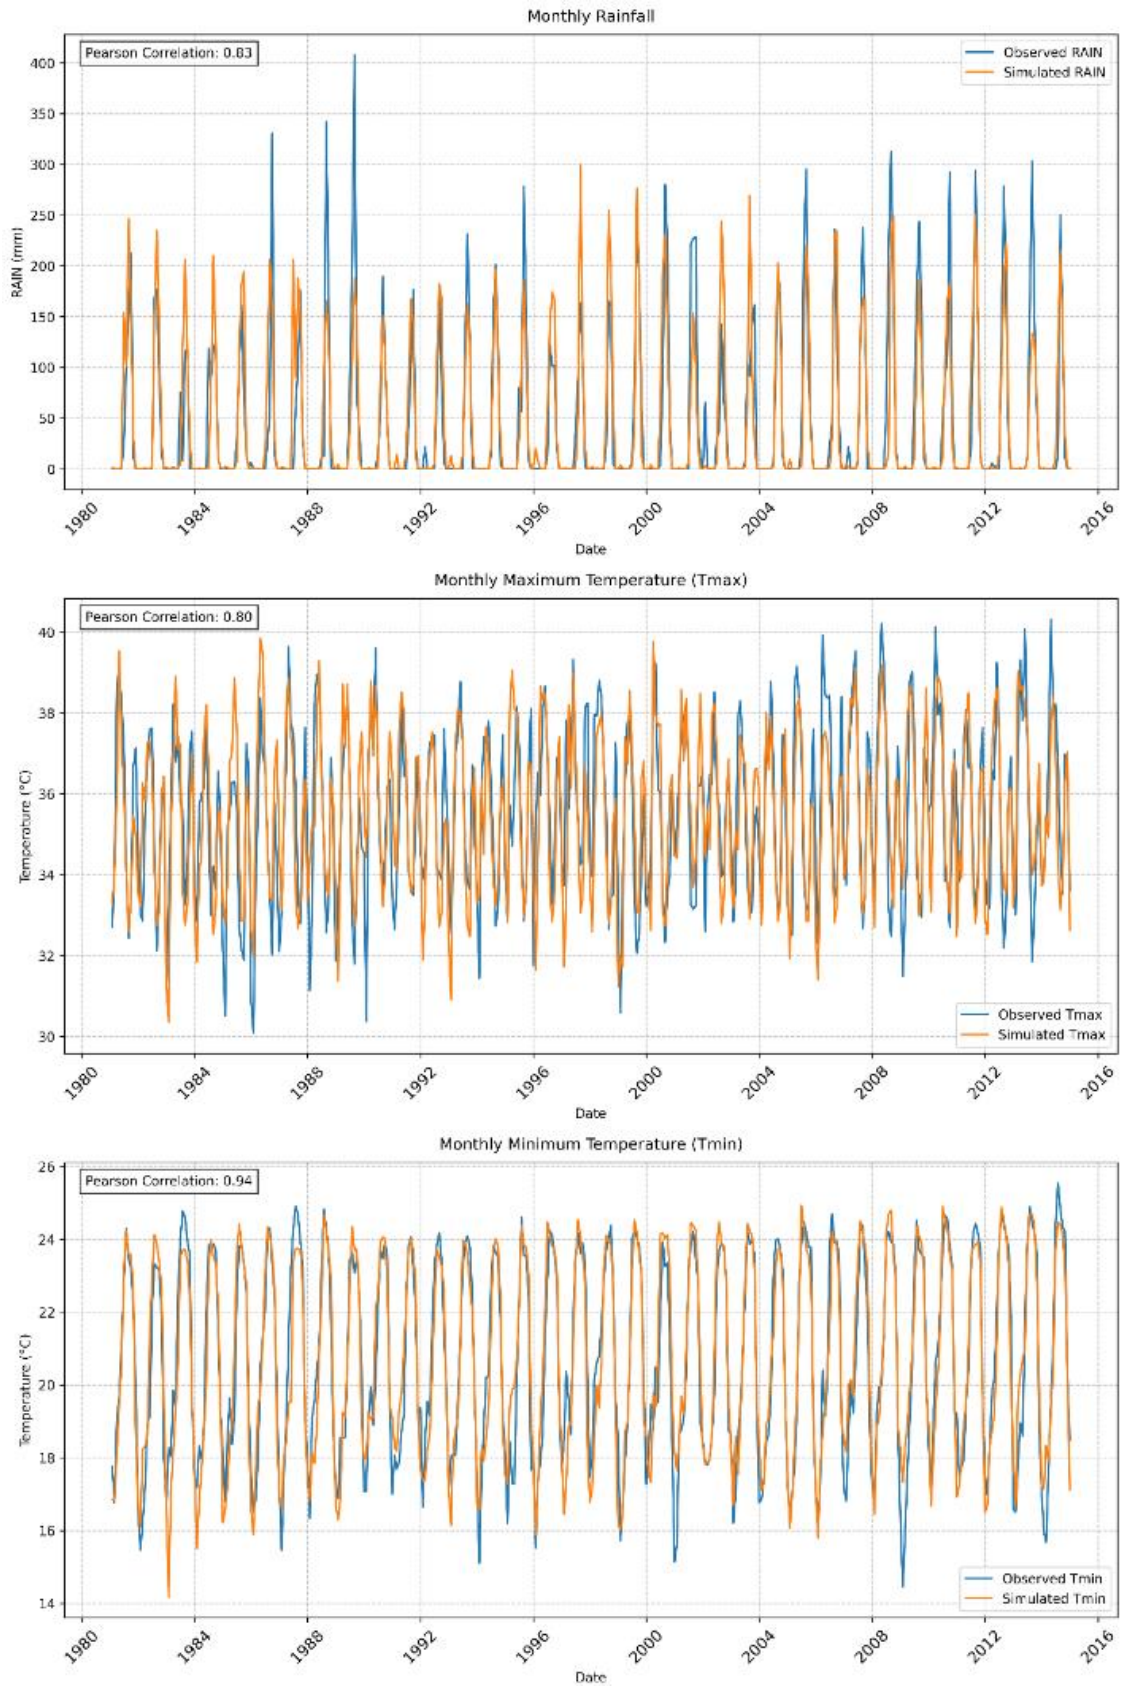 Monthly Rainfall
Pearson Correlation: 0.83
Observed RAIN
Simulated RAIN
400
350
300
250
200
150
100
50
0
RAIN (mm)
1980 1984 1988 1992 1996 2000 2004 2008 2012 2016
Date
Monthly Maximum Temperature (Tmax)
Pearson Correlation: 0.80
40
38
36
34
32
30
Temperature (°C)
Observed Tmax
Simulated Tmax
1980 1984 1988 1992 1996 2000 2004 2008 2012 2016
Date
Monthly Minimum Temperature (Tmin)
Pearson Correlation: 0.94
26
24
22
20
18
16
14
Temperature (°C)
Observed Tmin
Simulated Tmin
1980 1984 1988 1992 1996 2000 2004 2008 2012 2016
Date